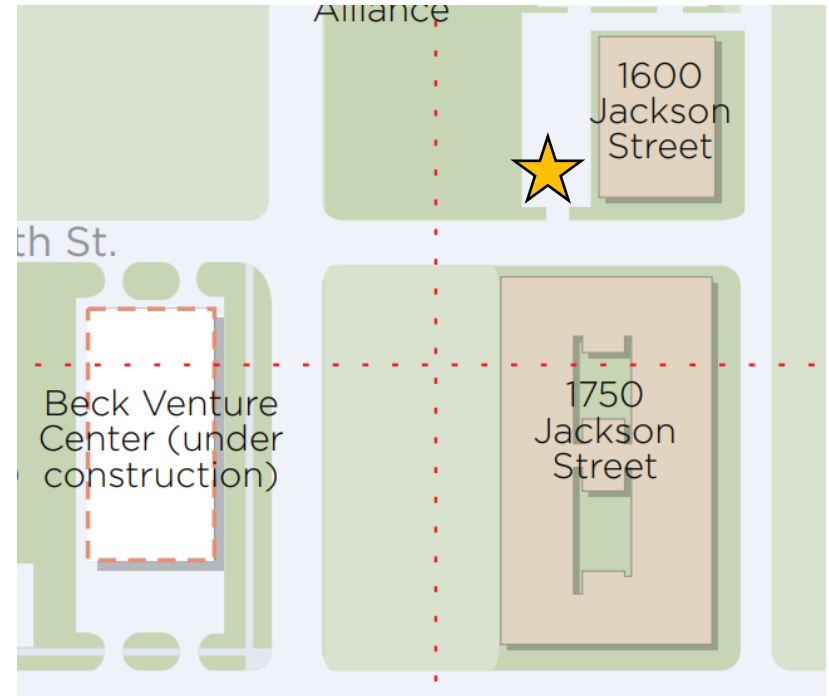 Alliance
1600
Jackson
Street
th St.
Beck Venture
Center (under
construction)
1750
Jackson
Street